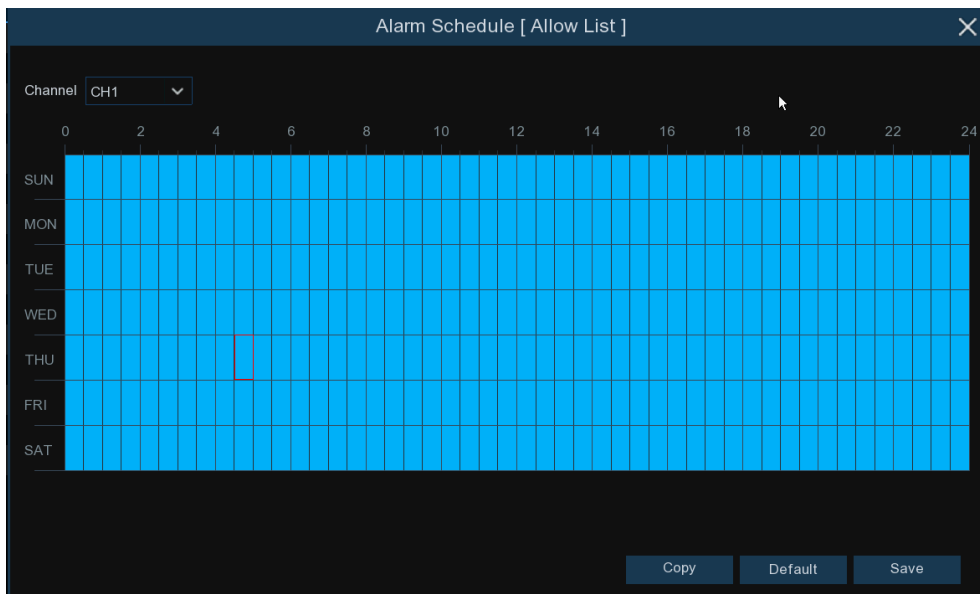 Alarm Schedule [ Allow List ]
Channel CH1
0 2 4 6 8 10 12 14 16 18 20 22 24
SUN
MON
TUE
WED
THU
FRI
SAT
Copy Default Save